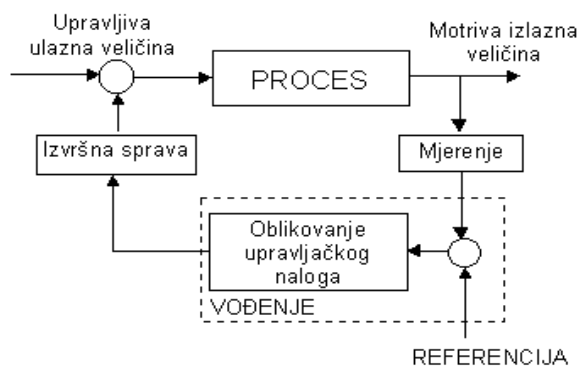 Upravljiva
ulazna veličina
Motriva izlazna
veličina
PROCES
Izvršna sprava
Mjerenje
Oblikovanje
upravljačkog
naloga
VOĐENJE
REFERENCIJA